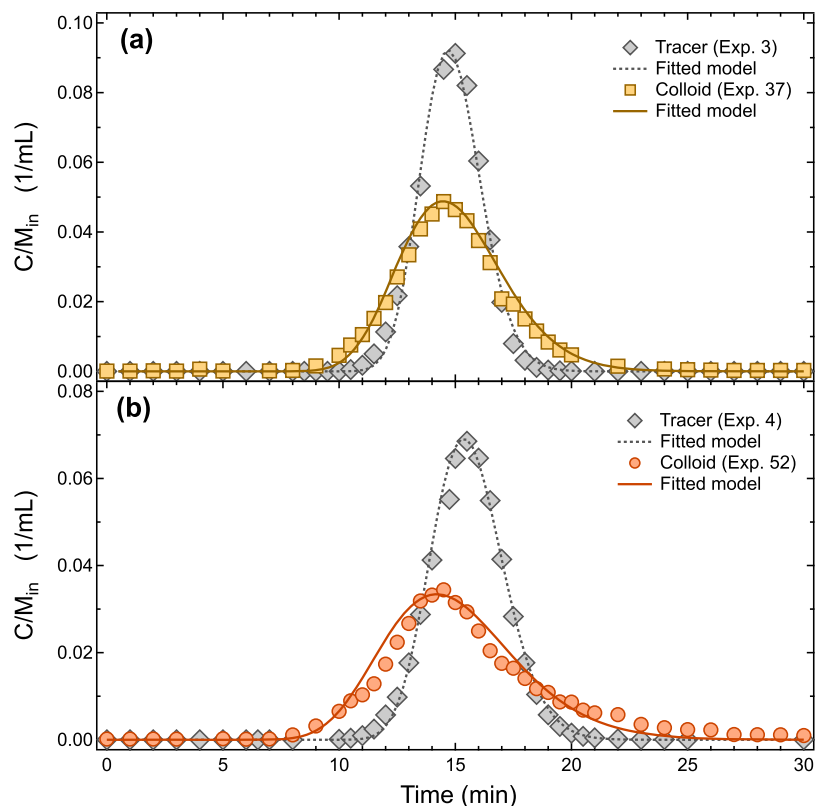 (a)
0.10
0.08
0.06
0.04
0.02
0.00
C/Min (1/mL)
Tracer (Exp. 3)
Fitted model
Colloid (Exp. 37)
Fitted model
(b)
0.08
0.06
0.04
0.02
0.00
C/Min (1/mL)
Tracer (Exp. 4)
Fitted model
Colloid (Exp. 52)
Fitted model
0 5 10 15 20 25 30
Time (min)